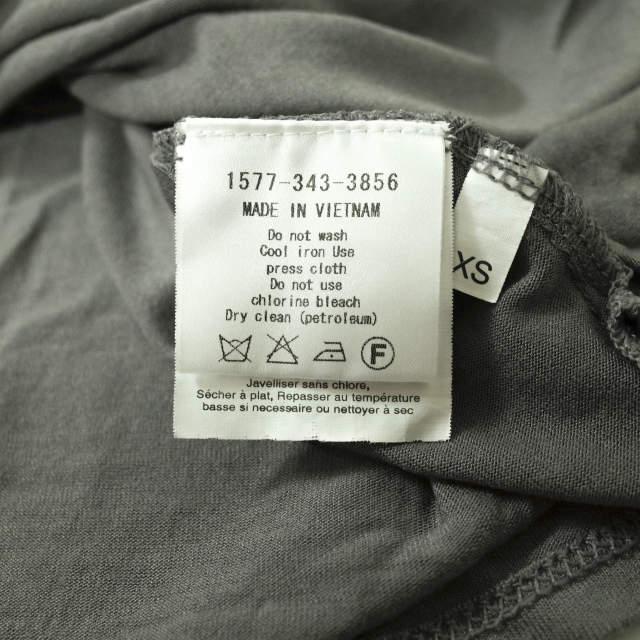 1577-343-3856
MADE IN VIETNAM
Do not wash
Cool iron Use
press cloth
Do not use
chlorine bleach
Dry clean (petroleum)
F
XS
Javelliser sans chlore,
Sécher à plat, Repasser au température
basse si necessaire ou nettoyer à sec